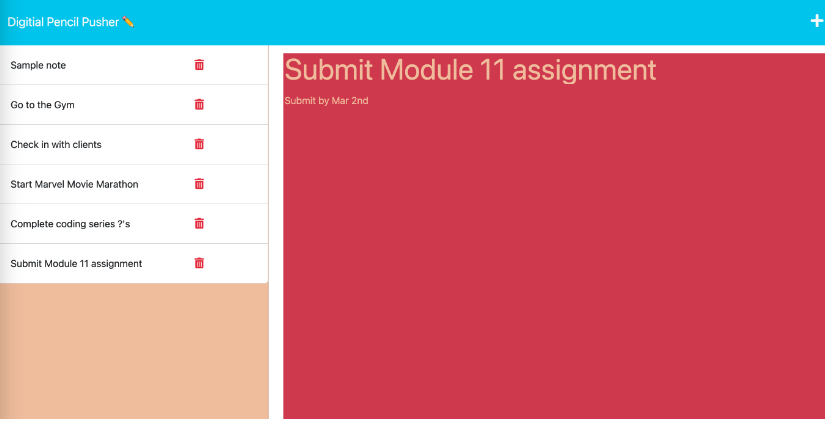 Digitial Pencil Pusher ✏️
Sample note
Go to the Gym
Check in with clients
Start Marvel Movie Marathon
Complete coding series ?'s
Submit Module 11 assignment
Submit Module 11 assignment
Submit by Mar 2nd